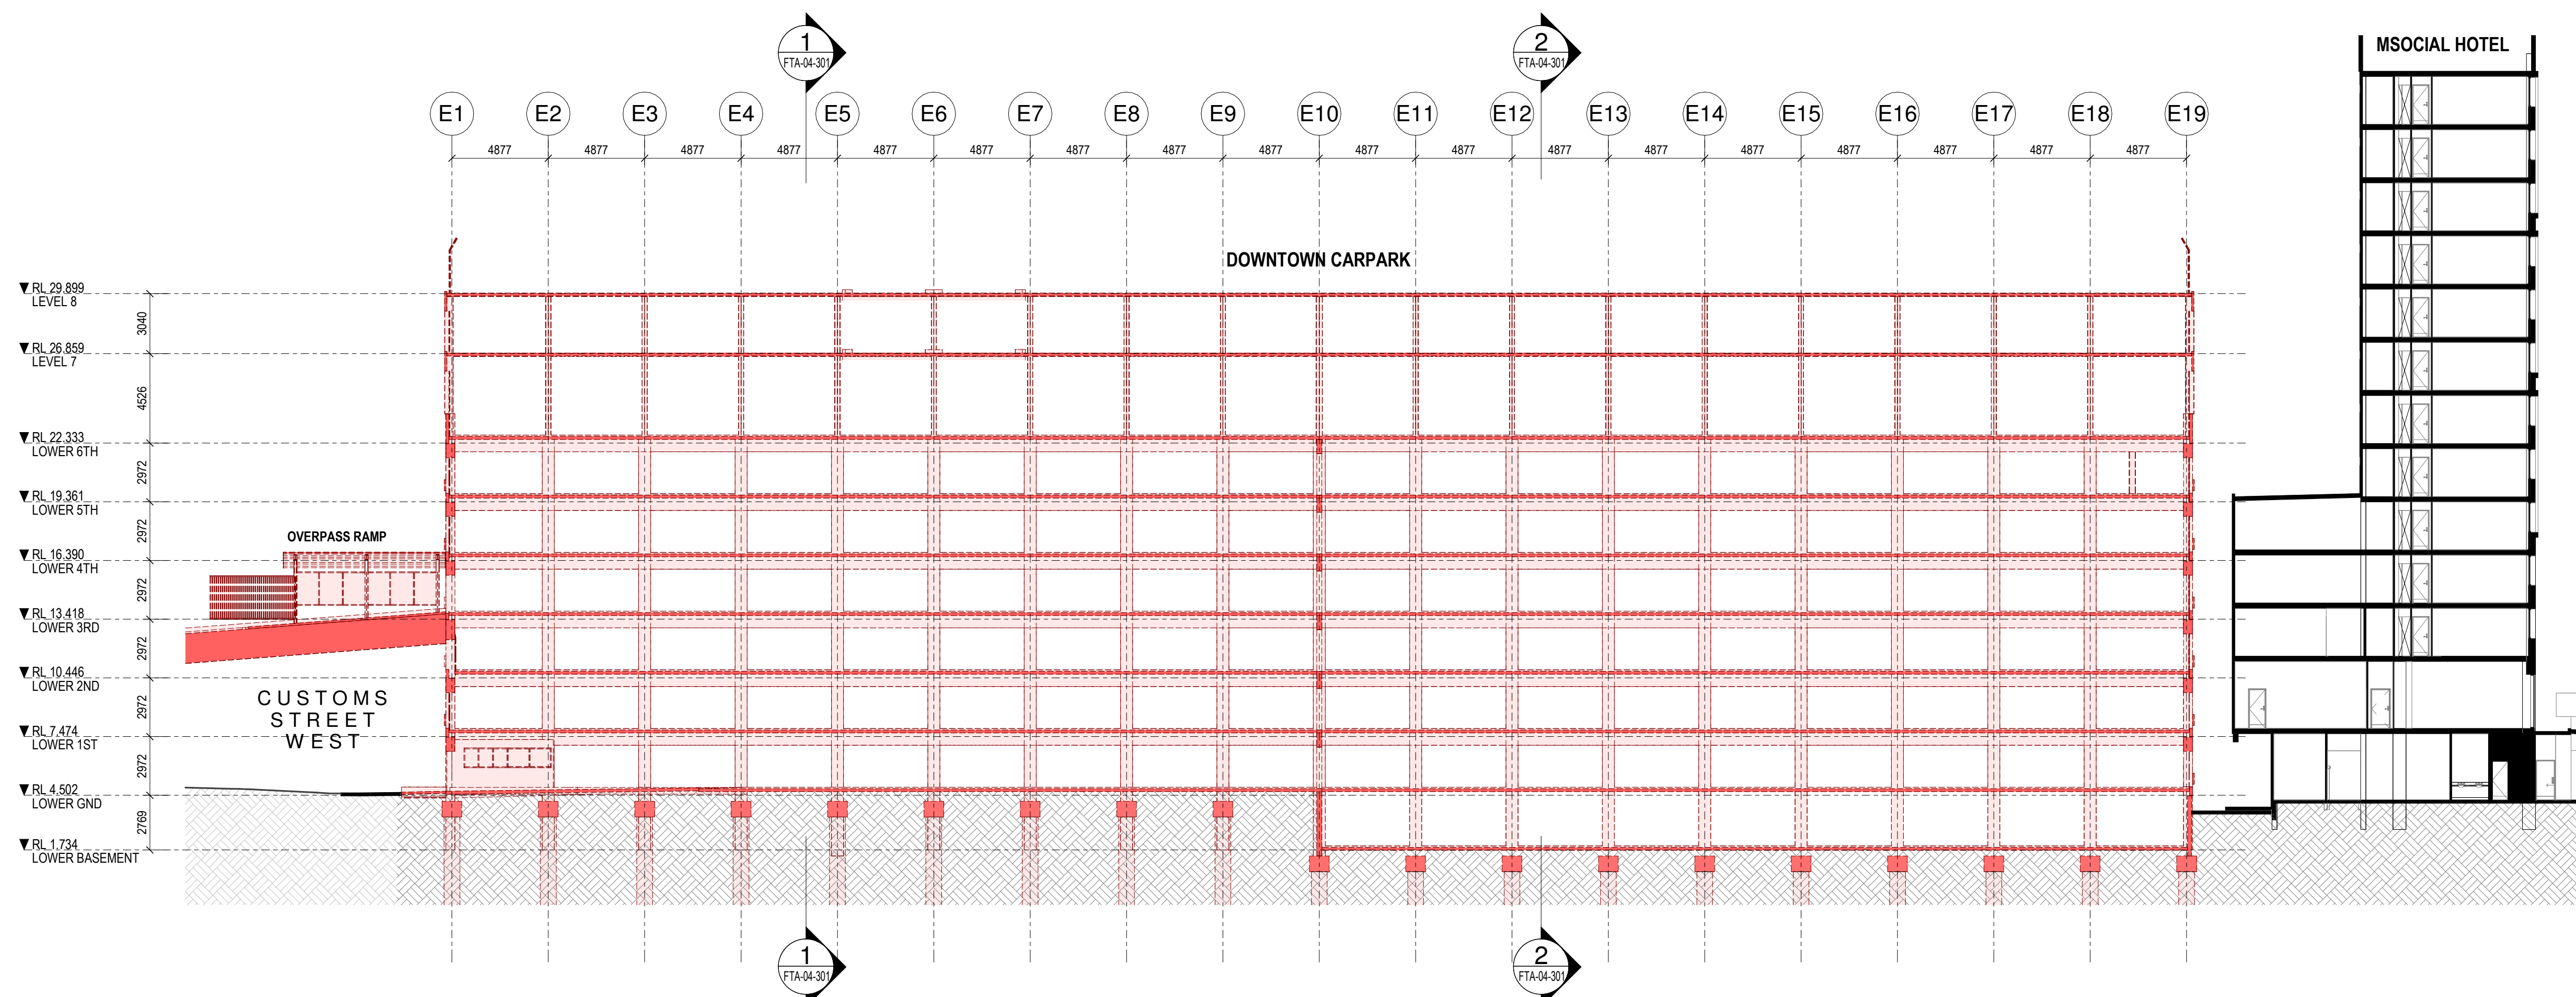 1
FTA-04-301
2
FTA-04-301
MSOCIAL HOTEL
E1 E2 E3 E4 E5 E6 E7 E8 E9 E10 E11 E12 E13 E14 E15 E16 E17 E18 E19
4877 4877 4877 4877 4877 4877 4877 4877 4877 4877 4877 4877 4877 4877 4877 4877 4877 4877
DOWNTOWN CARPARK
RL 29.899
LEVEL 8
3040
RL 26.859
LEVEL 7
4526
RL 22.333
LOWER 6TH
2972
RL 19.361
LOWER 5TH
2972
OVERPASS RAMP
RL 16.390
LOWER 4TH
2972
RL 13.418
LOWER 3RD
2972
RL 10.446
LOWER 2ND
2972
CUSTOMS
STREET
WEST
RL 7.474
LOWER 1ST
2972
RL 4.502
LOWER GND
2769
RL 1.734
LOWER BASEMENT
1
FTA-04-301
2
FTA-04-301